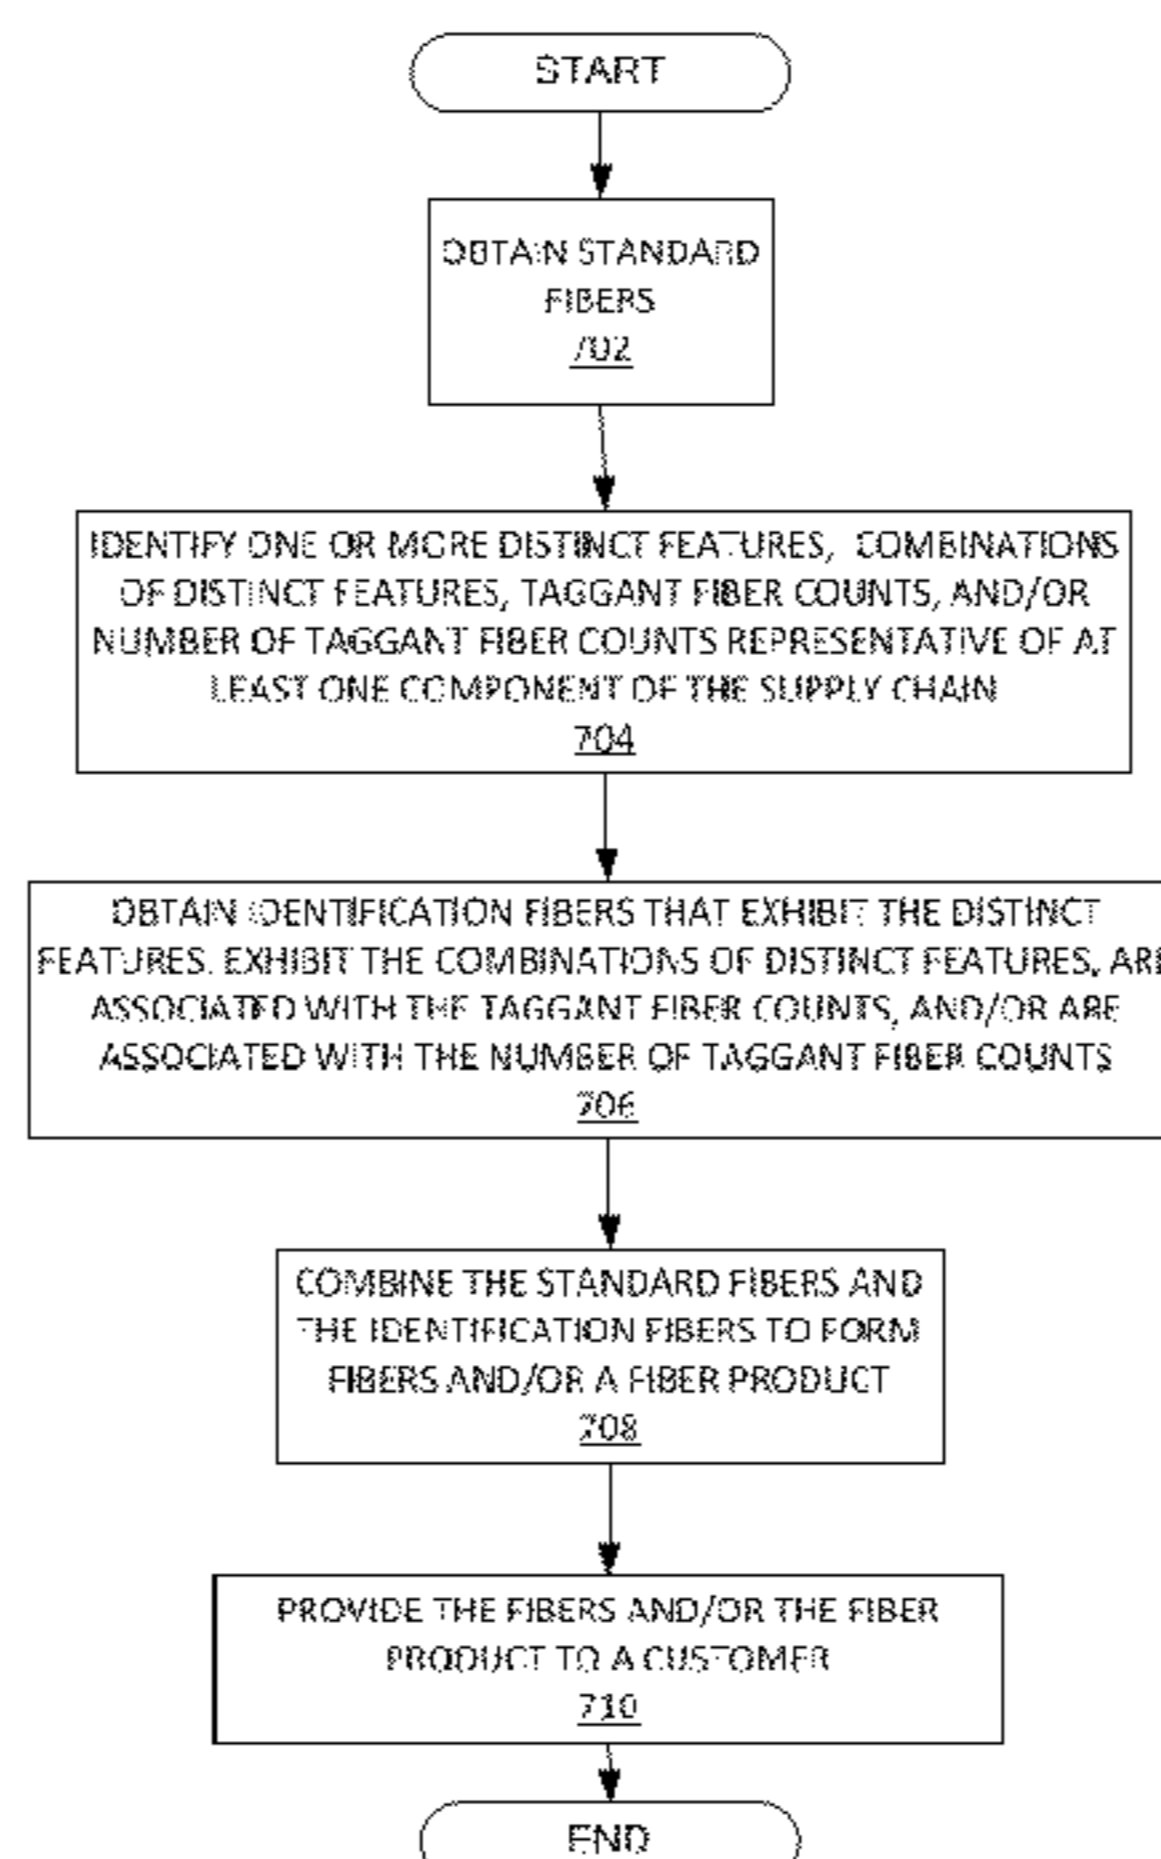 START
OBTAIN STANDARD
FIBERS
702
IDENTIFY ONE OR MORE DISTINCT FEATURES, COMBINATIONS
OF DISTINCT FEATURES, TAGGANT FIBER COUNTS, AND/OR
NUMBER OF TAGGANT FIBER COUNTS REPRESENTATIVE OF AT
LEAST ONE COMPONENT OF THE SUPPLY CHAIN
704
OBTAIN IDENTIFICATION FIBERS THAT EXHIBIT THE DISTINCT
FEATURES, EXHIBIT THE COMBINATIONS OF DISTINCT FEATURES, ARE
ASSOCIATED WITH THE TAGGANT FIBER COUNTS, AND/OR ARE
ASSOCIATED WITH THE NUMBER OF TAGGANT FIBER COUNTS
706
COMBINE THE STANDARD FIBERS AND
THE IDENTIFICATION FIBERS TO FORM
FIBERS AND/OR A FIBER PRODUCT
708
PROVIDE THE FIBERS AND/OR THE FIBER
PRODUCT TO A CUSTOMER
710
END